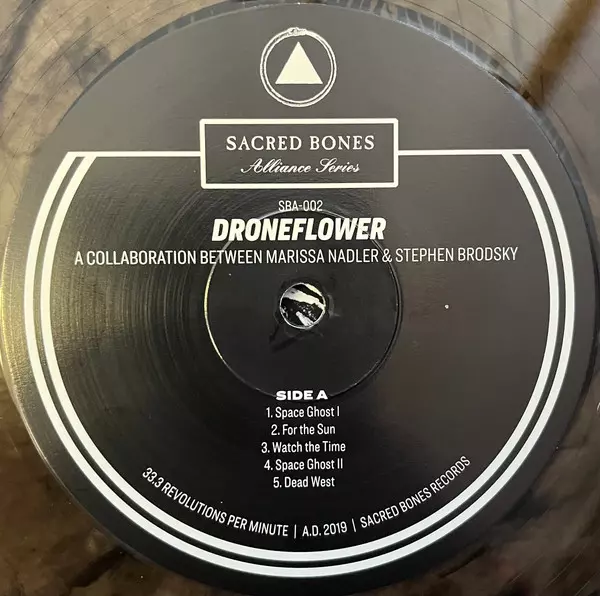 SACRED BONES
Alliance Series
SBA-002
DRONEFLOWER
A COLLABORATION BETWEEN MARISSA NADLER & STEPHEN BRODSKY
SIDE A
1. Space Ghost I
2. For the Sun
3. Watch the Time
4. Space Ghost II
5. Dead West
33.3 REVOLUTIONS PER MINUTE | A.D. 2019 | SACRED BONES RECORDS